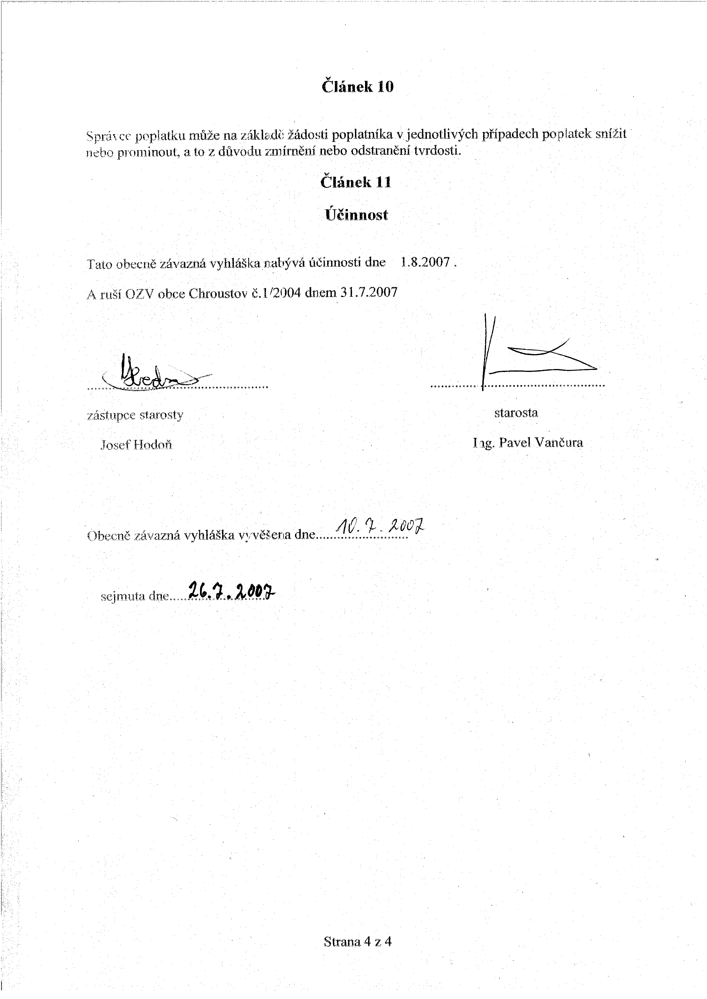 Článek 10
Správce poplatku může na základě žádosti poplatníka v jednotlivých případech poplatek snížit
nebo prominout, a to z důvodu zmírnění nebo odstranění tvrdosti.
Článek 11
Účinnost
Tato obecně závazná vyhláška nabývá účinnosti dne 1.8.2007 .
A ruší OZV obce Chroustov č.1/2004 dnem 31.7.2007
zástupce starosty
starosta
Josef Hodoň
Ing. Pavel Vančura
Obecně závazná vyhláška vyvěšena dne..... 10. 7. 2007
sejmuta dne..... 26. 7. 2007
Strana 4 z 4